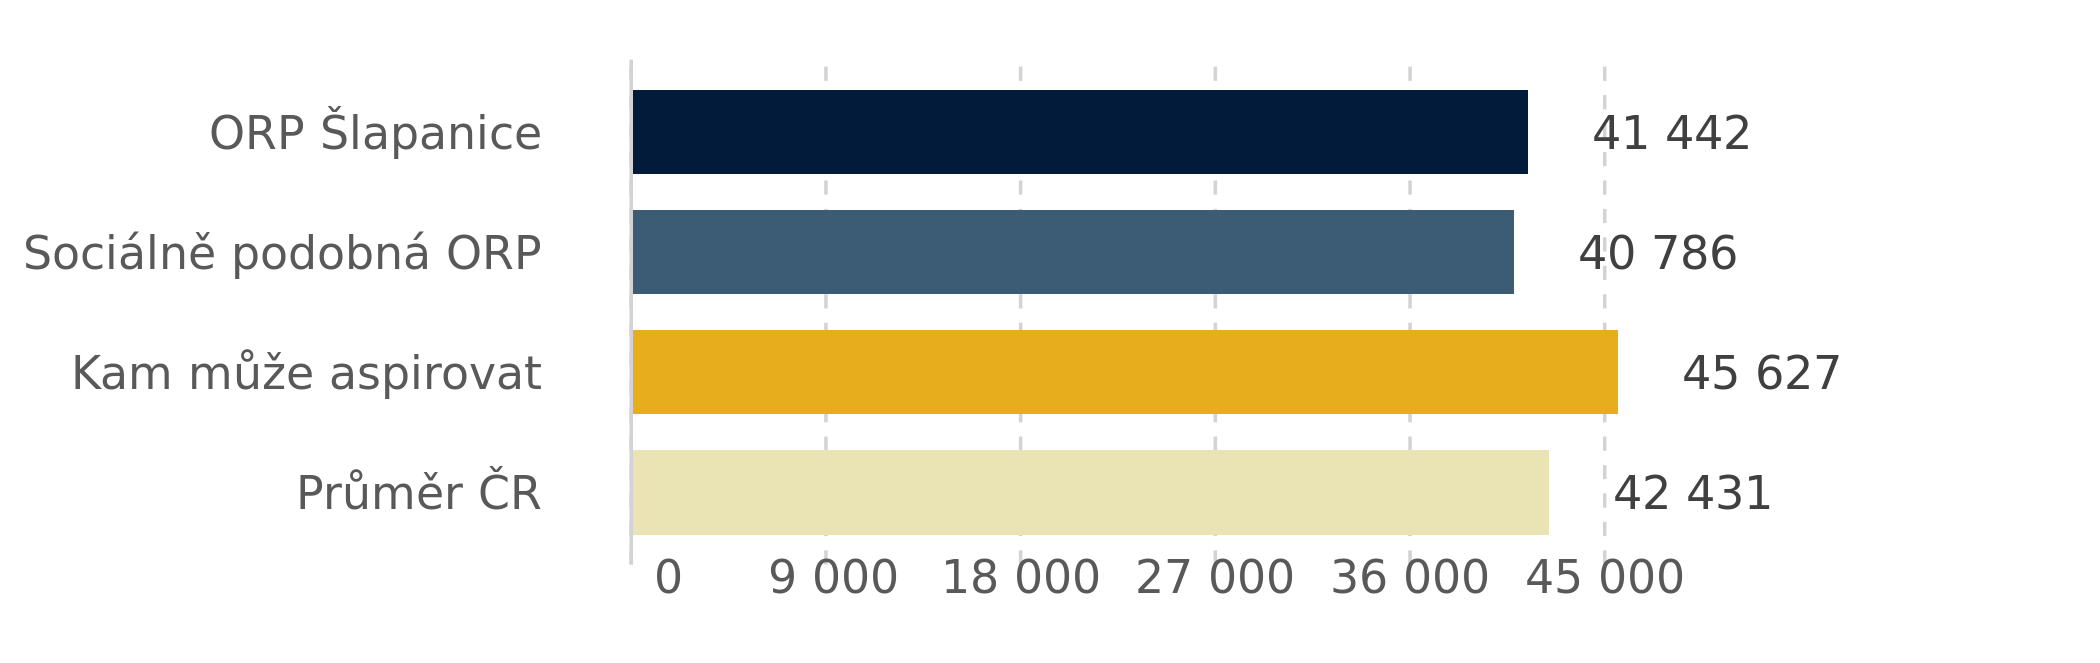 ORP Šlapanice 41 442
Sociálně podobná ORP 40 786
Kam může aspirovat 45 627
Průměr ČR 42 431
0 9 000 18 000 27 000 36 000 45 000